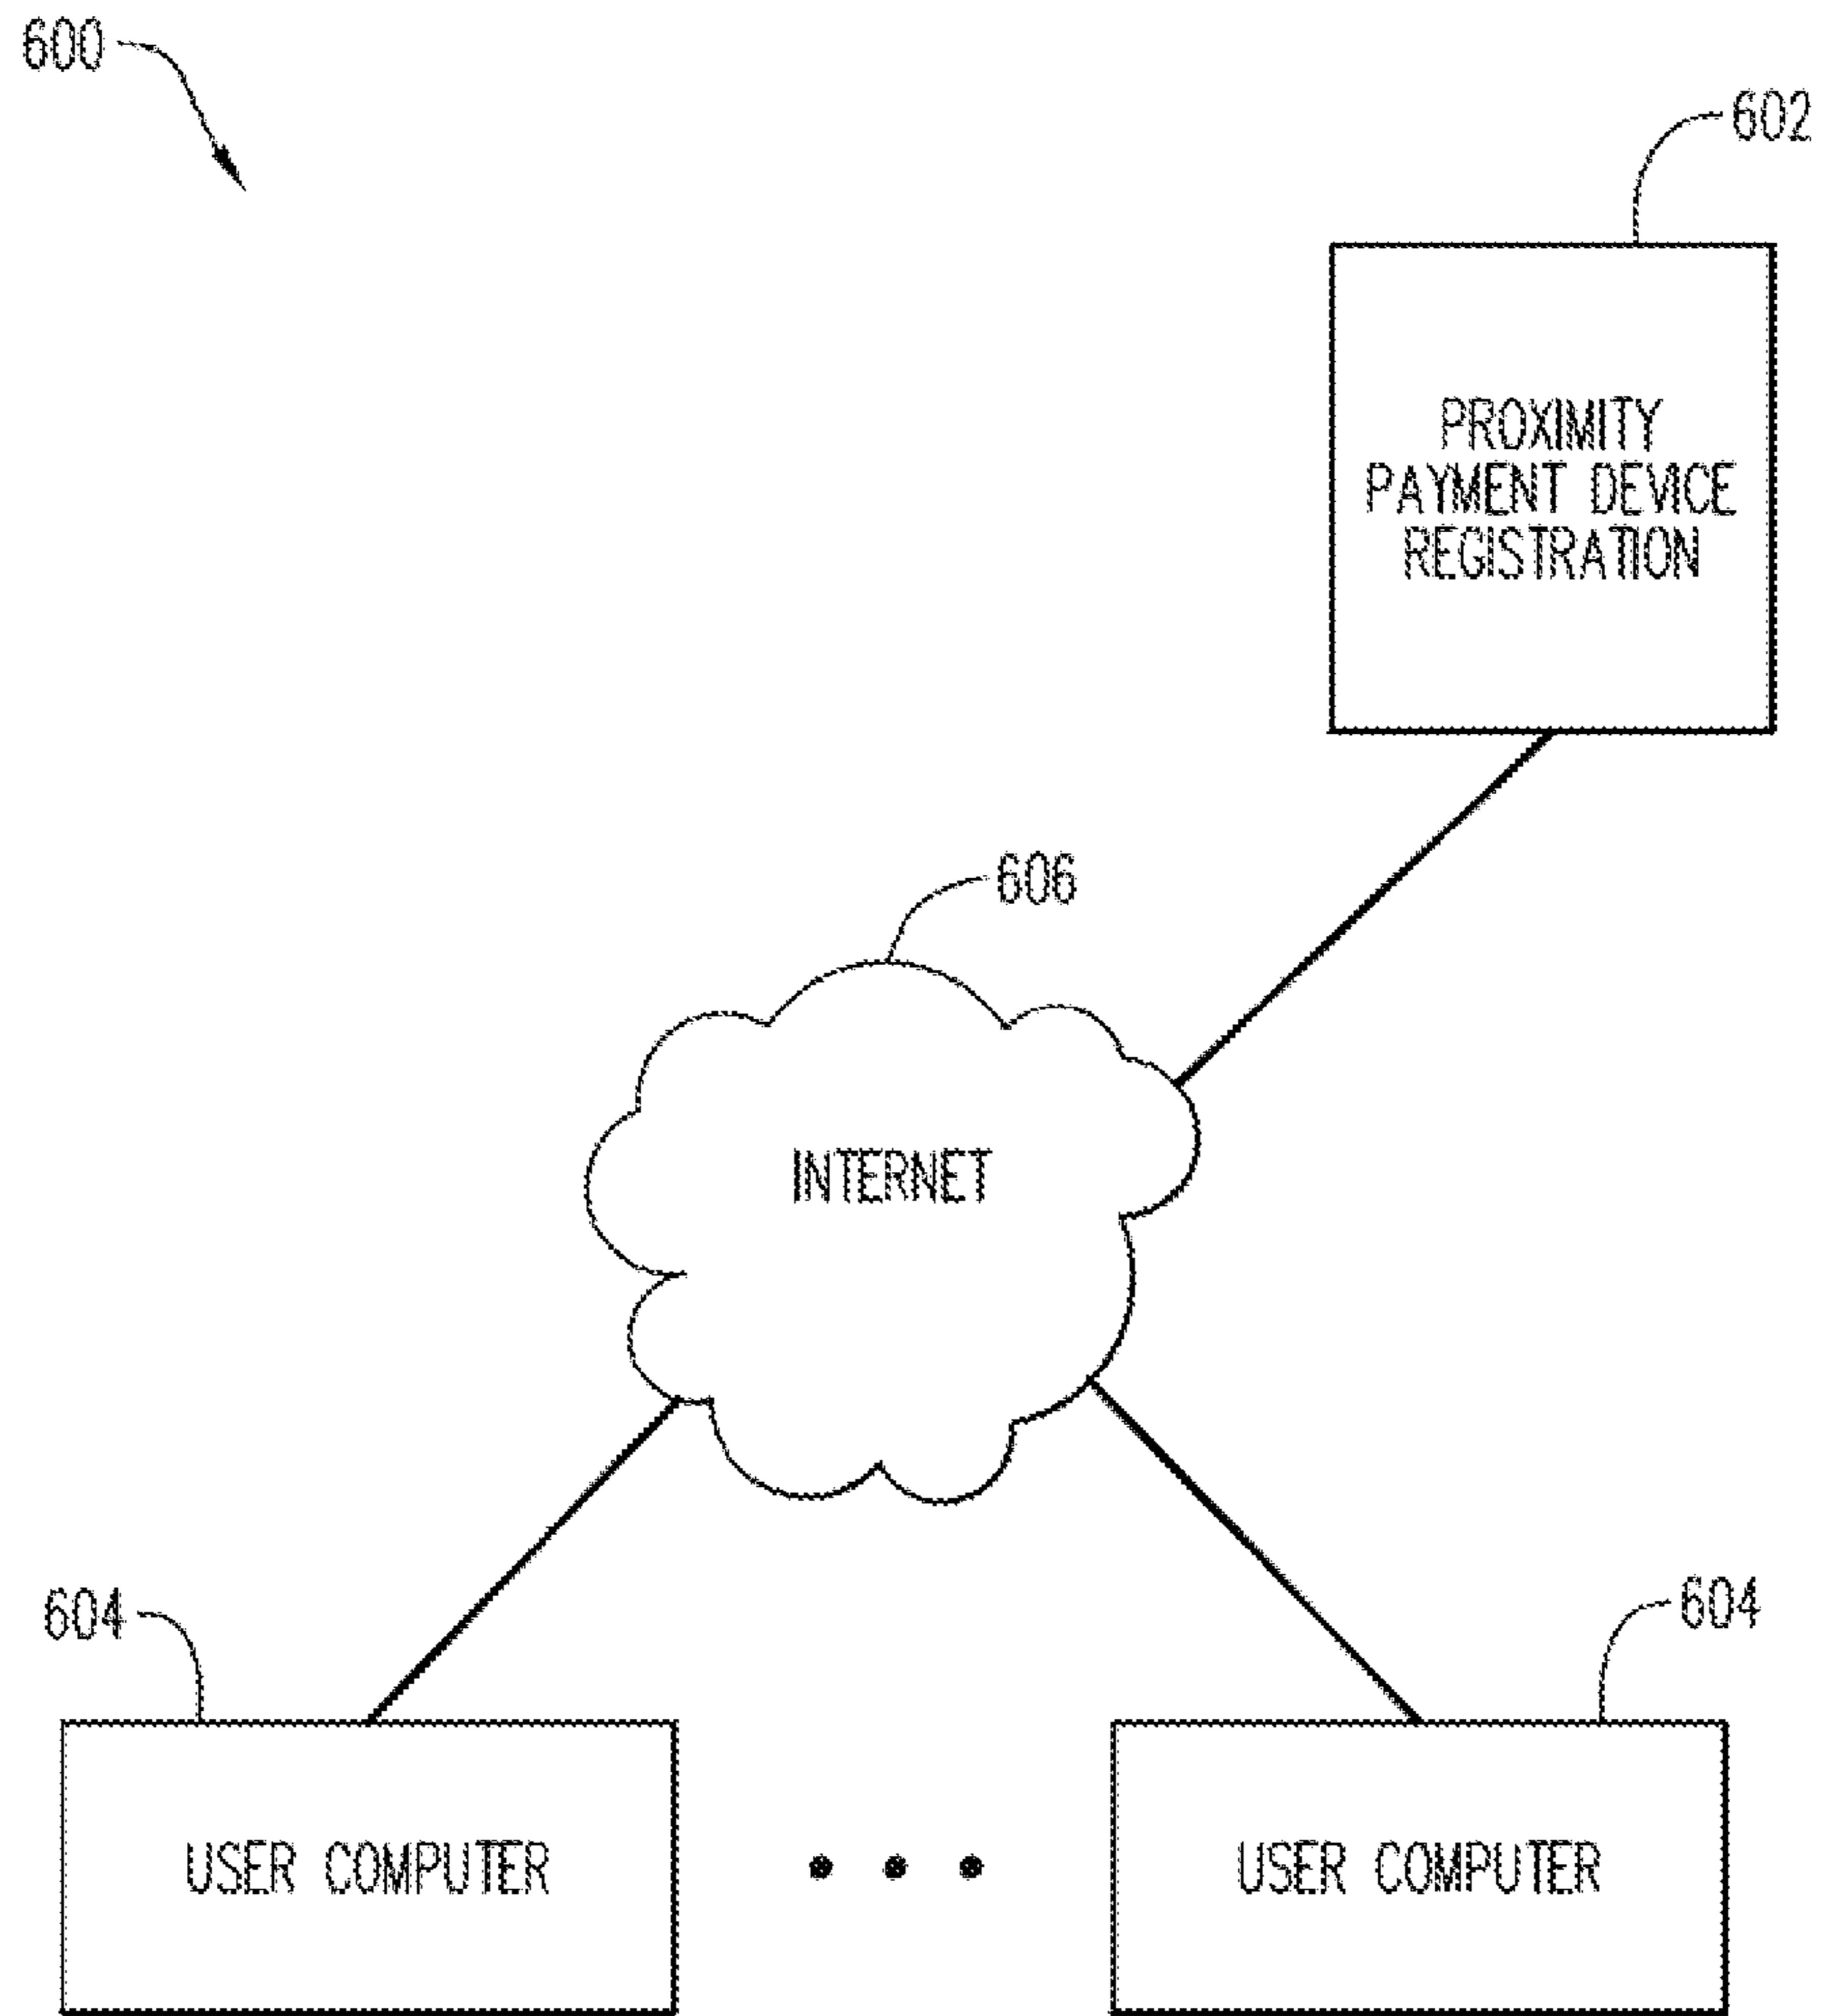 600
602
PROXIMITY
PAYMENT DEVICE
REGISTRATION
606
INTERNET
604
604
USER COMPUTER
USER COMPUTER